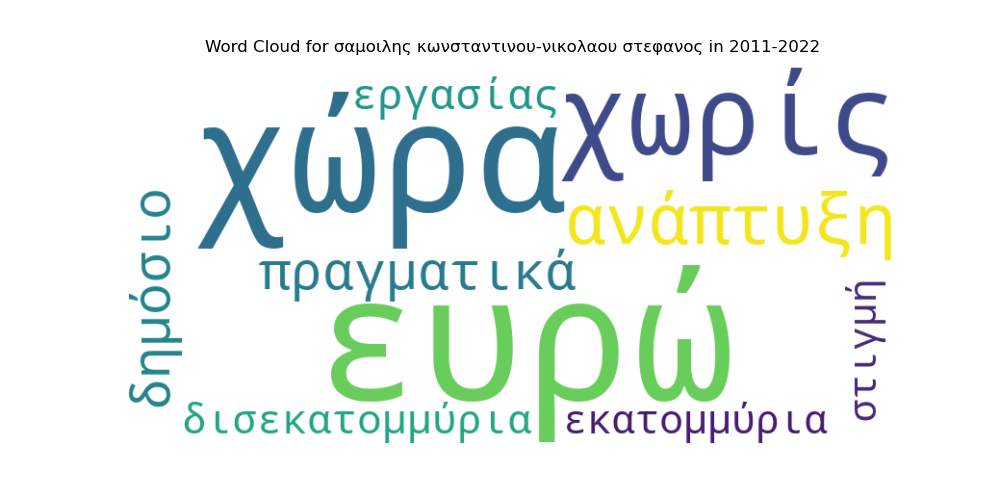 Word Cloud for σαμοιλης κωνσταντινου-νικολαου στεφανος in 2011-2022
εργασίας
χώρα
χωρίς
ανάπτυξη
δημόσιο
πραγματικά
στιγμή
ευρώ
δισεκατομμύρια
εκατομμύρια